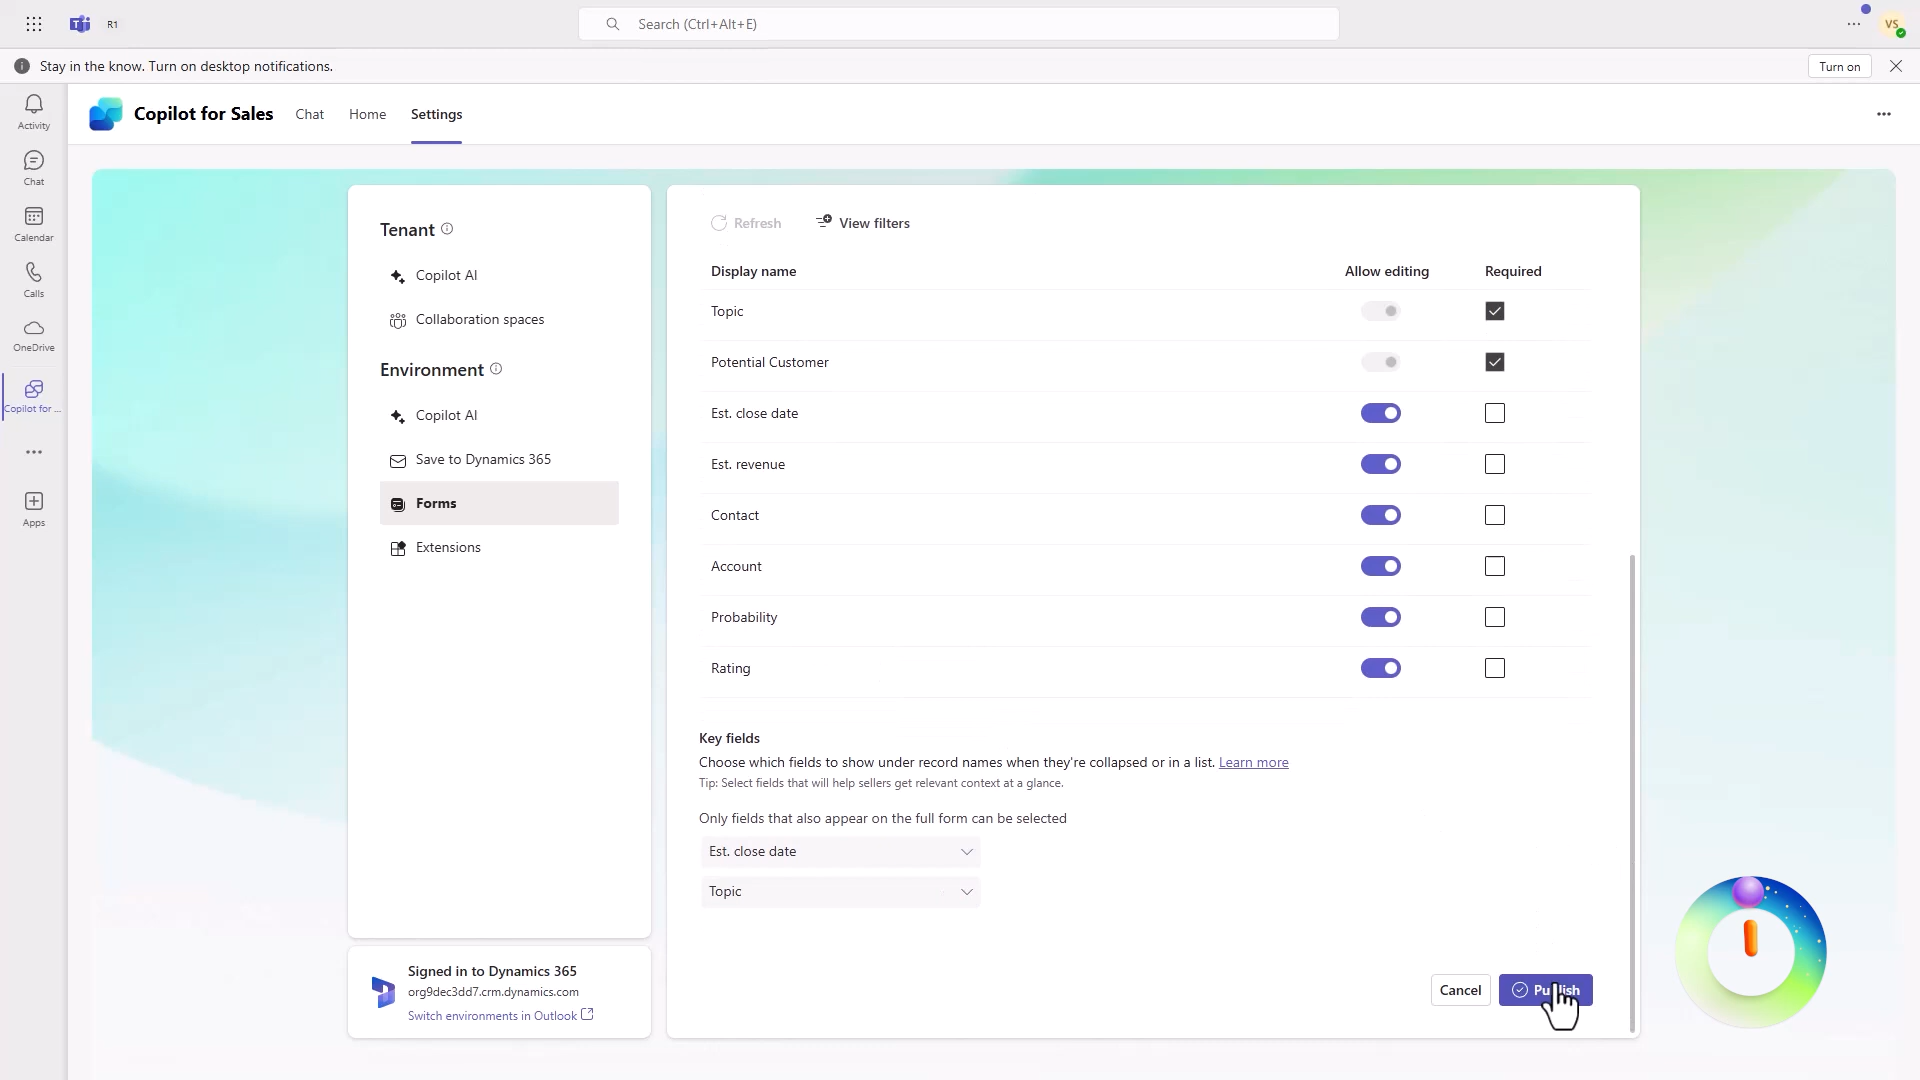 R1
Search (Ctrl+Alt+E)
VS
Stay in the know. Turn on desktop notifications.
Turn on
Activity
Chat
Calendar
Calls
OneDrive
Copilot for ...
Apps
Copilot for Sales
Chat
Home
Settings
Tenant
Copilot AI
Collaboration spaces
Environment
Copilot AI
Save to Dynamics 365
Forms
Extensions
Signed in to Dynamics 365
org9dec3dd7.crm.dynamics.com
Switch environments in Outlook
Refresh
View filters
Display name Allow editing Required
Topic
Potential Customer
Est. close date
Est. revenue
Contact
Account
Probability
Rating
Key fields
Choose which fields to show under record names when they're collapsed or in a list. Learn more
Tip: Select fields that will help sellers get relevant context at a glance.
Only fields that also appear on the full form can be selected
Est. close date
Topic
Cancel
Publish